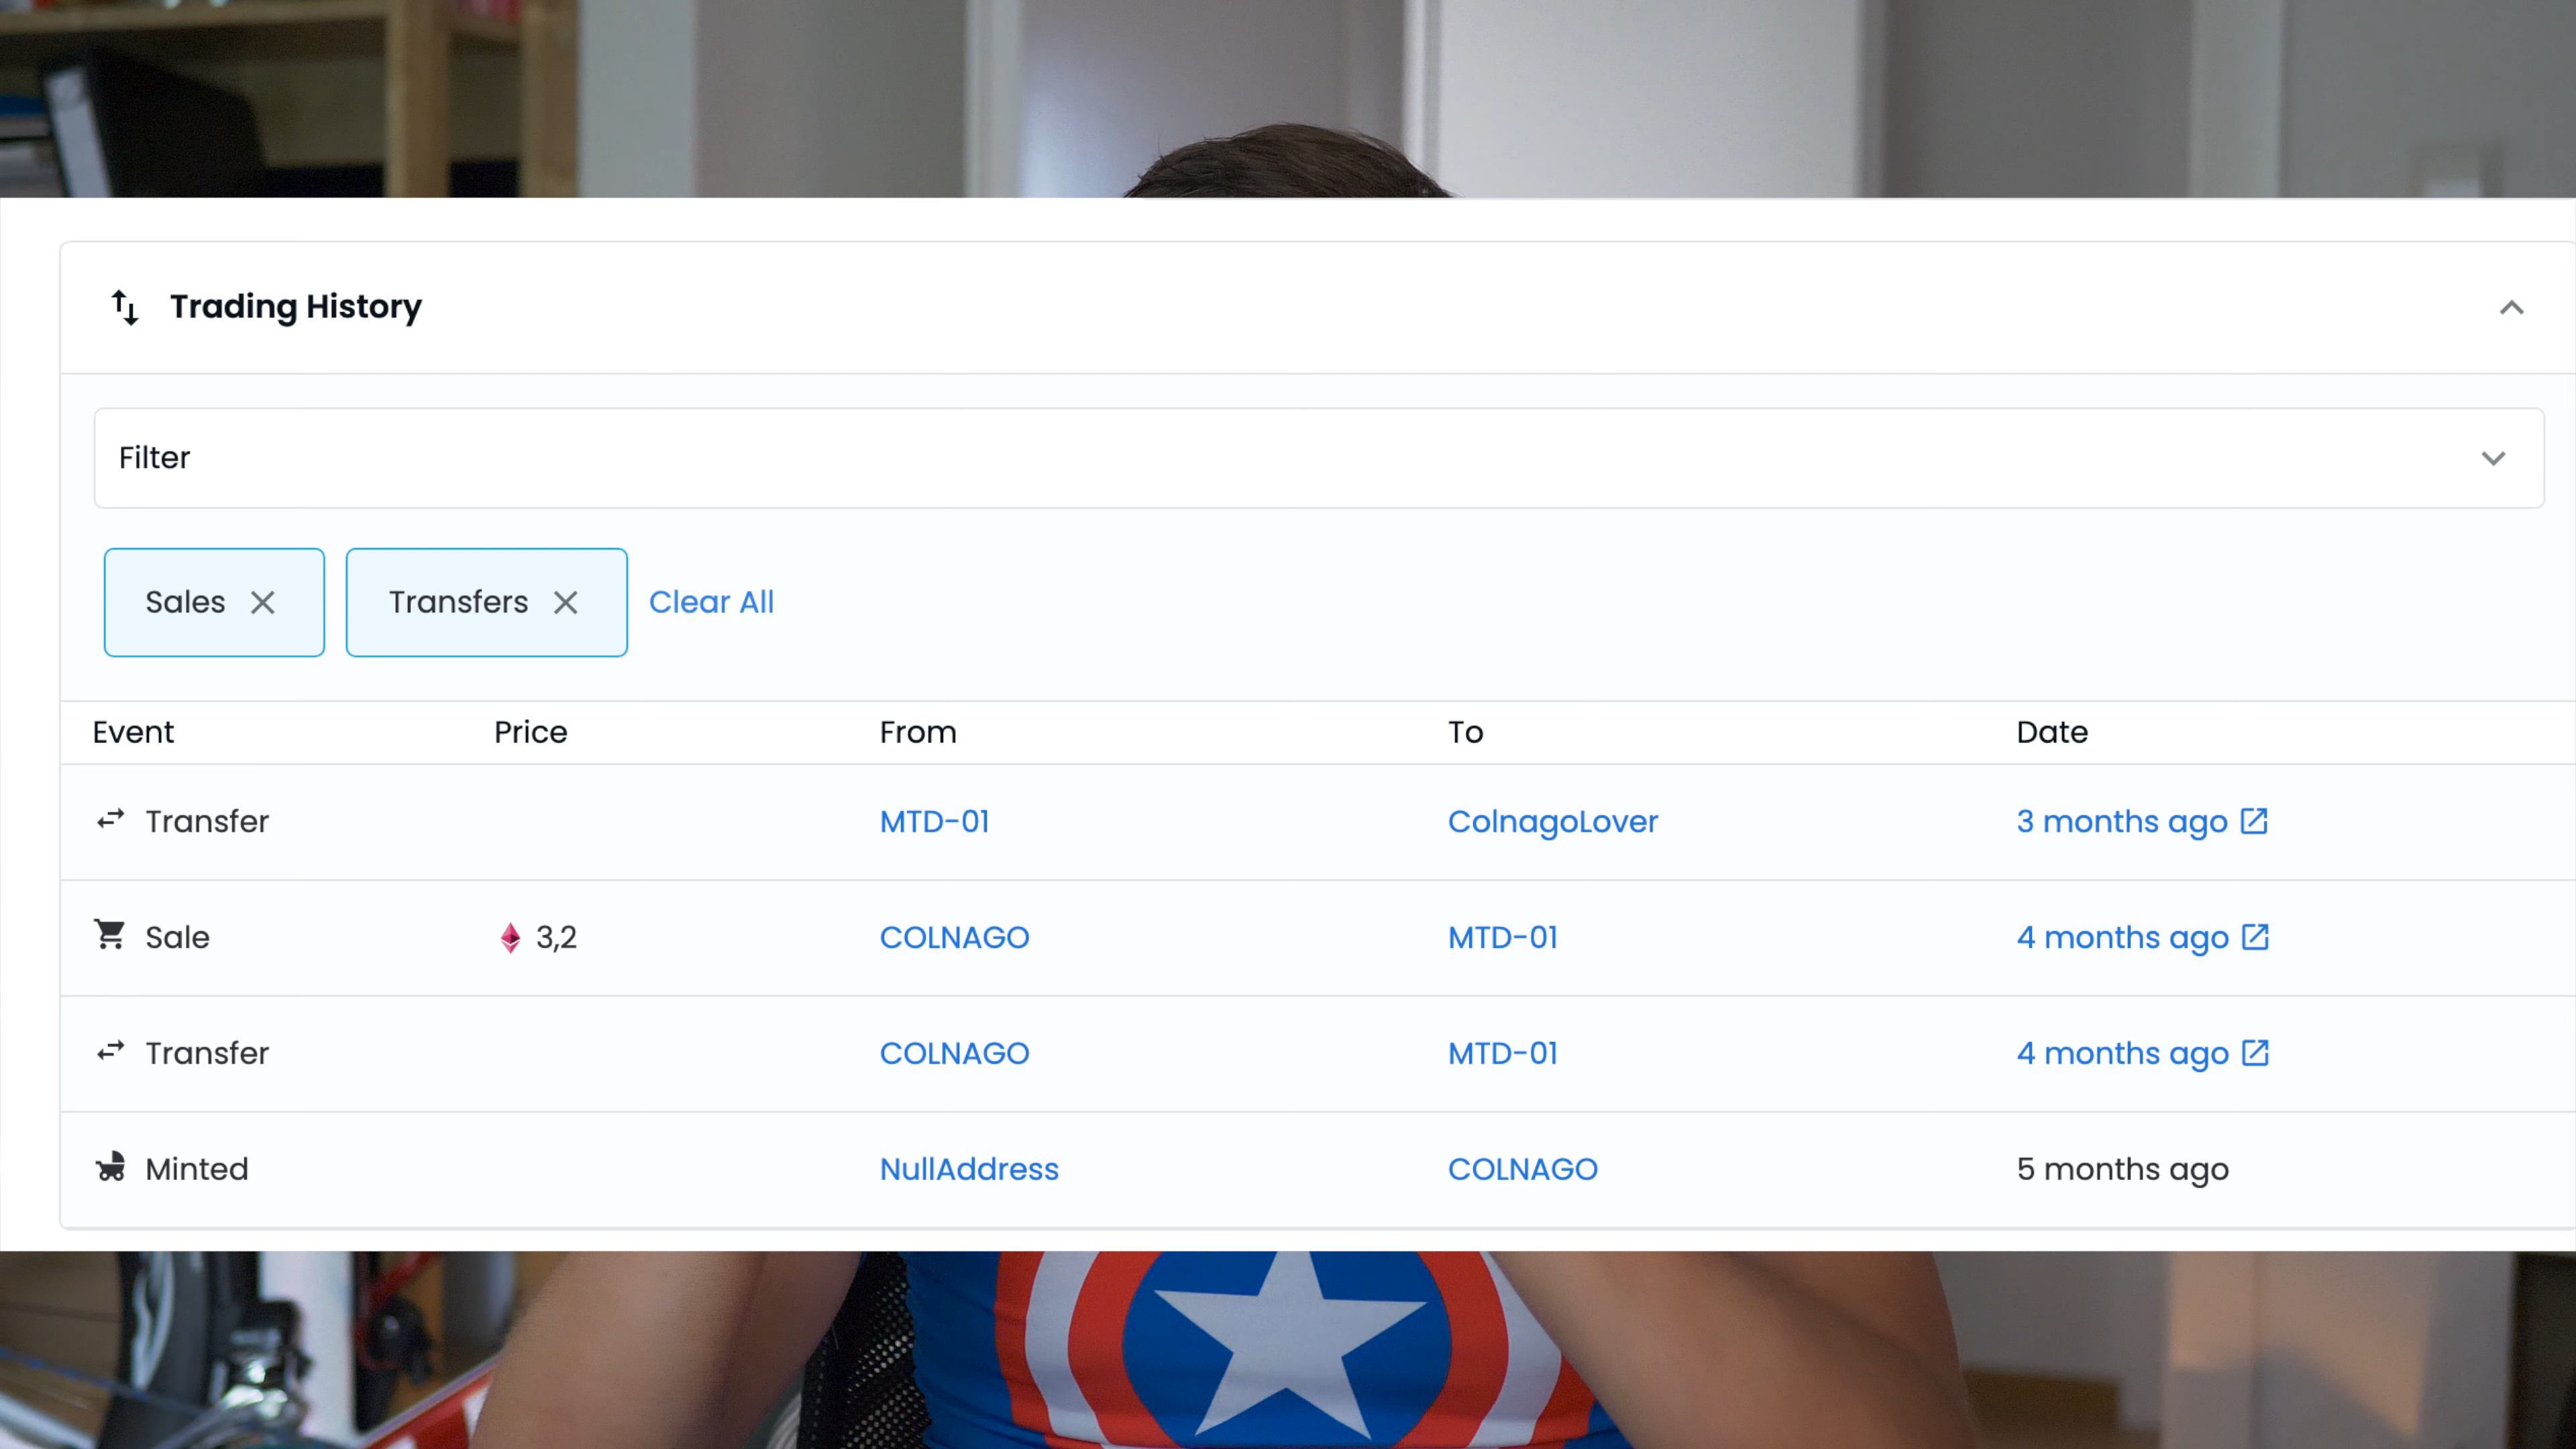 Trading History
Filter
Sales
Transfers
Clear All
Event Price From To Date
Transfer MTD-01 ColnagoLover 3 months ago
Sale 3,2 COLNAGO MTD-01 4 months ago
Transfer COLNAGO MTD-01 4 months ago
Minted NullAddress COLNAGO 5 months ago